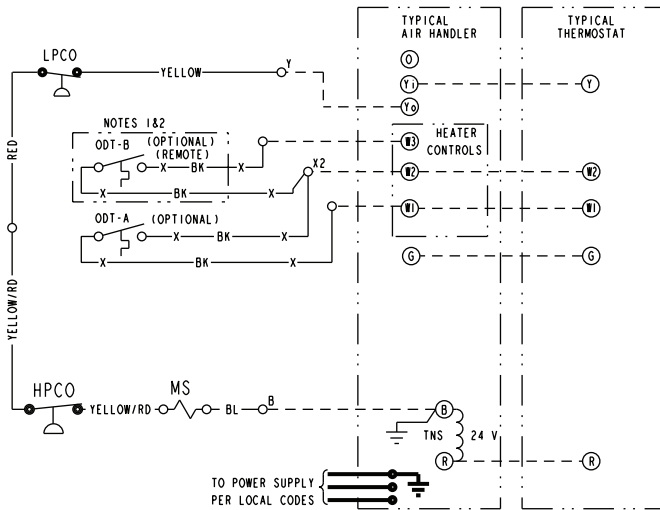 TYPICAL
AIR HANDLER
TYPICAL
THERMOSTAT
LPCO
YELLOW
Y
O
Yi
Y
Yo
RED
NOTES 1&2
ODT-B
(OPTIONAL)
(REMOTE)
X
BK
X
W3
HEATER
CONTROLS
X2
W2
W2
X
BK
X
ODT-A
(OPTIONAL)
W1
W1
X
BK
X
X
BK
X
G
G
YELLOW/RD
HPCO
YELLOW/RD
MS
BL
B
B
TNS
24 V
R
R
TO POWER SUPPLY
PER LOCAL CODES